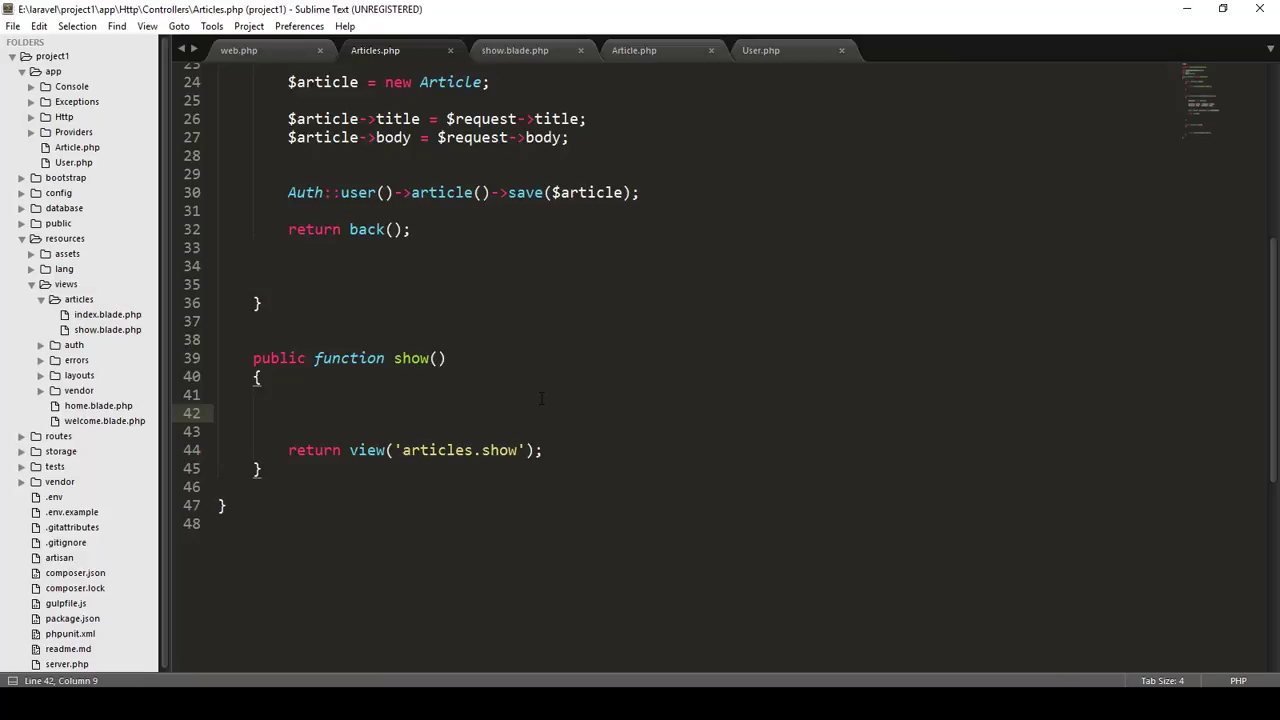 E:\laravel\project1\app\Http\Controllers\Articles.php (project1) - Sublime Text (UNREGISTERED)
File Edit Selection Find View Goto Tools Project Preferences Help
FOLDERS
project1
app
Console
Exceptions
Http
Providers
Article.php
User.php
bootstrap
config
database
public
resources
assets
lang
views
articles
index.blade.php
show.blade.php
auth
errors
layouts
vendor
home.blade.php
welcome.blade.php
routes
storage
tests
vendor
.env
.env.example
.gitattributes
.gitignore
artisan
composer.json
composer.lock
gulpfile.js
package.json
phpunit.xml
readme.md
server.php
web.php Articles.php show.blade.php Article.php User.php
23
24 $article = new Article;
25
26 $article->title = $request->title;
27 $article->body = $request->body;
28
29
30 Auth::user()->article()->save($article);
31
32 return back();
33
34
35
36 }
37
38
39 public function show()
40 {
41
42
43
44 return view('articles.show');
45 }
46
47 }
48
Line 42, Column 9 Tab Size: 4 PHP